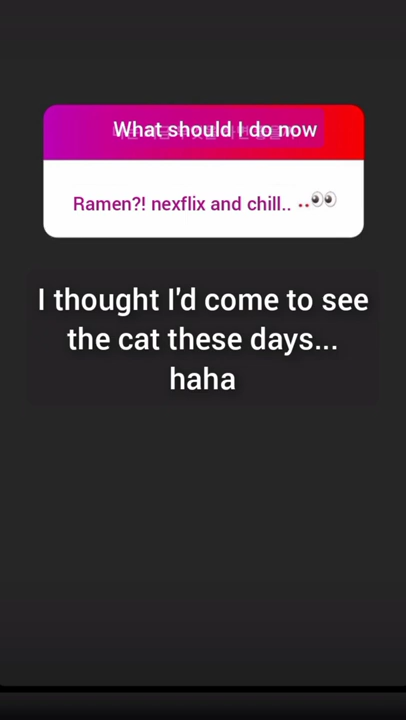 What should I do now
Ramen?! nexflix and chill.. ..👀
I thought I'd come to see
the cat these days...
haha